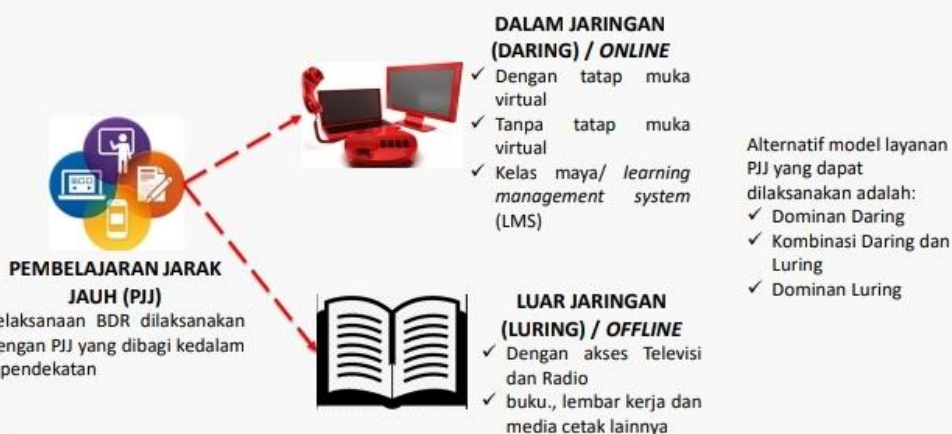 PEMBELAJARAN JARAK
JAUH (PJJ)
elaksanaan BDR dilaksanakan
engan PJJ yang dibagi kedalam
pendekatan
DALAM JARINGAN
(DARING) / ONLINE
✓ Dengan tatap muka
virtual
✓ Tanpa tatap muka
virtual
✓ Kelas maya/ learning
management system
(LMS)
LUAR JARINGAN
(LURING) / OFFLINE
✓ Dengan akses Televisi
dan Radio
✓ buku., lembar kerja dan
media cetak lainnya
Alternatif model layanan
PJJ yang dapat
dilaksanakan adalah:
✓ Dominan Daring
✓ Kombinasi Daring dan
Luring
✓ Dominan Luring